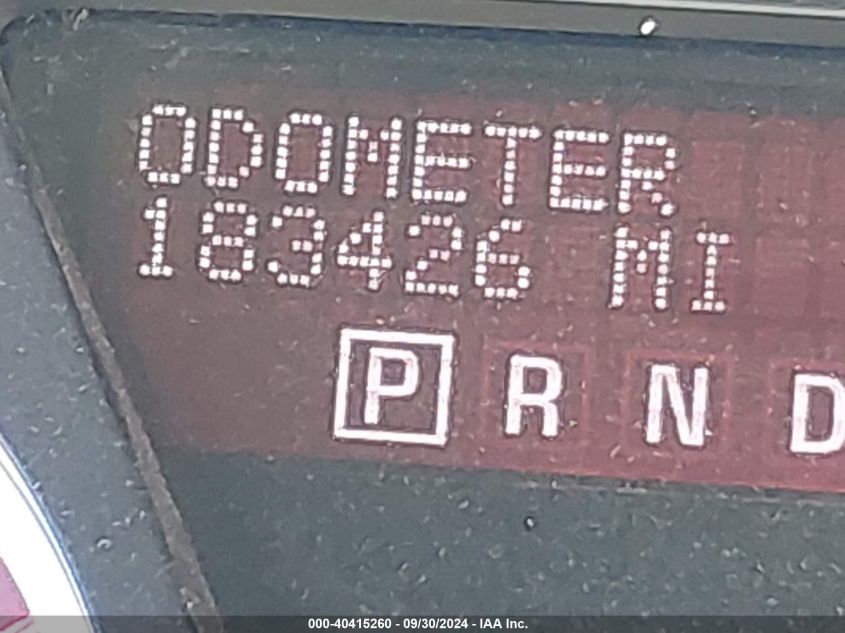 ODOMETER
183426 MI
P R N D
000-40415260 - 09/30/2024 - IAA Inc.